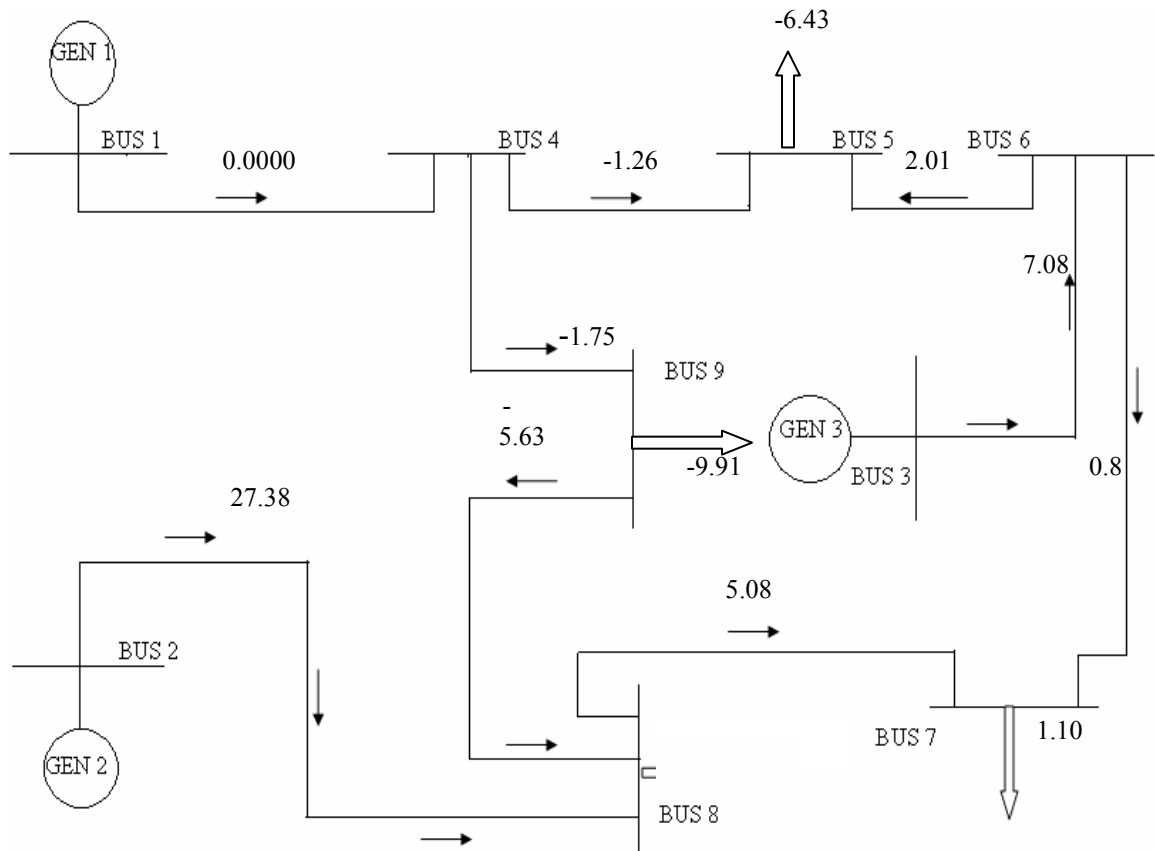 -6.43
GEN 1
BUS 1
0.0000
BUS 4
-1.26
BUS 5
2.01
BUS 6
7.08
-1.75
BUS 9
-
5.63
GEN 3
-9.91
BUS 3
0.8
27.38
5.08
BUS 2
BUS 7
1.10
GEN 2
BUS 8